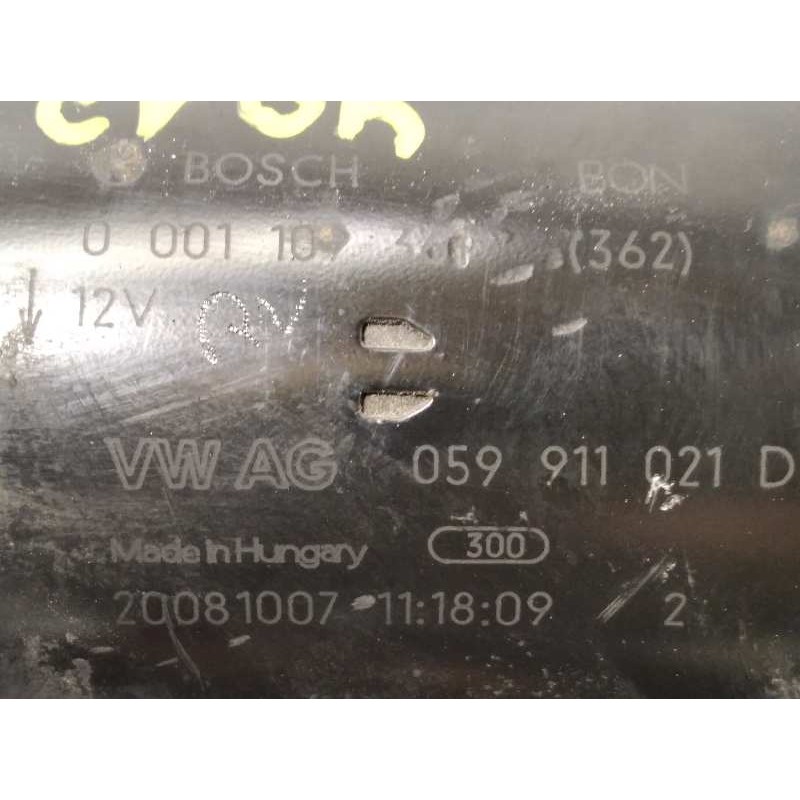 BOSCH BON
0 001 (362)
12V
VW AG 059 911 021 D
Made in Hungary 300
20081007 11:18:09 2